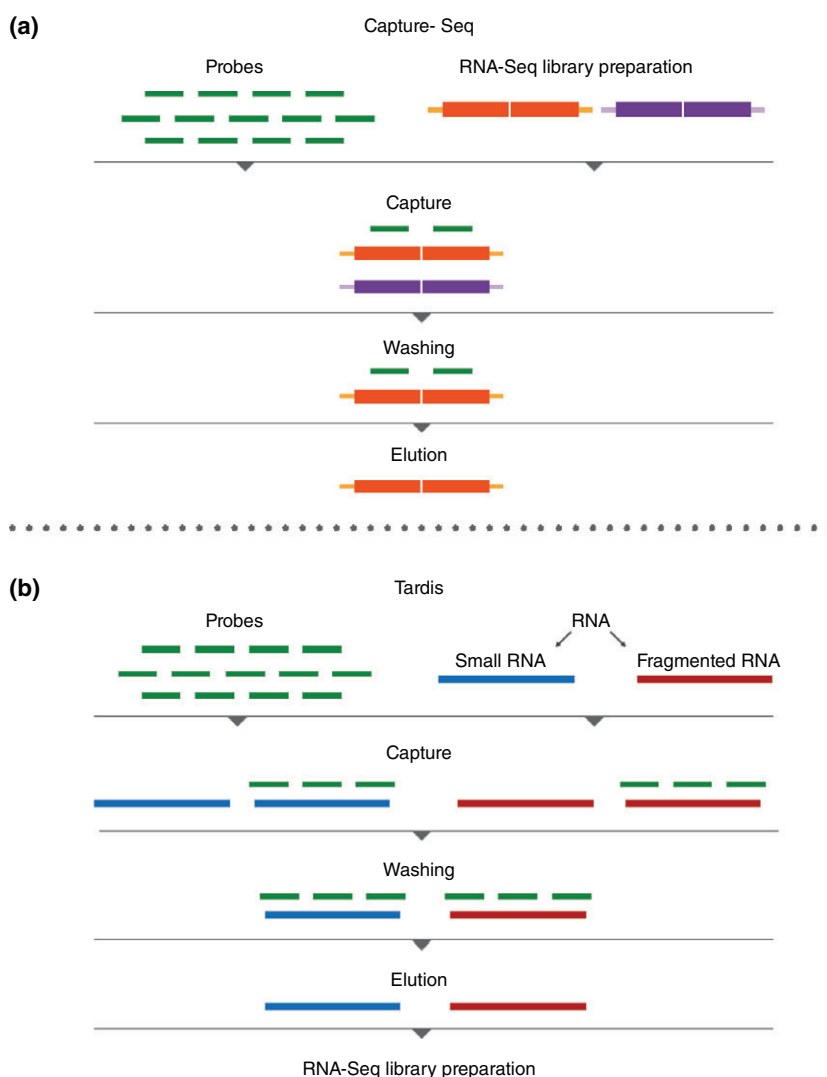 (a)
Capture- Seq
Probes
RNA-Seq library preparation
Capture
Washing
Elution
(b)
Tardis
Probes
RNA
Small RNA
Fragmented RNA
Capture
Washing
Elution
RNA-Seq library preparation